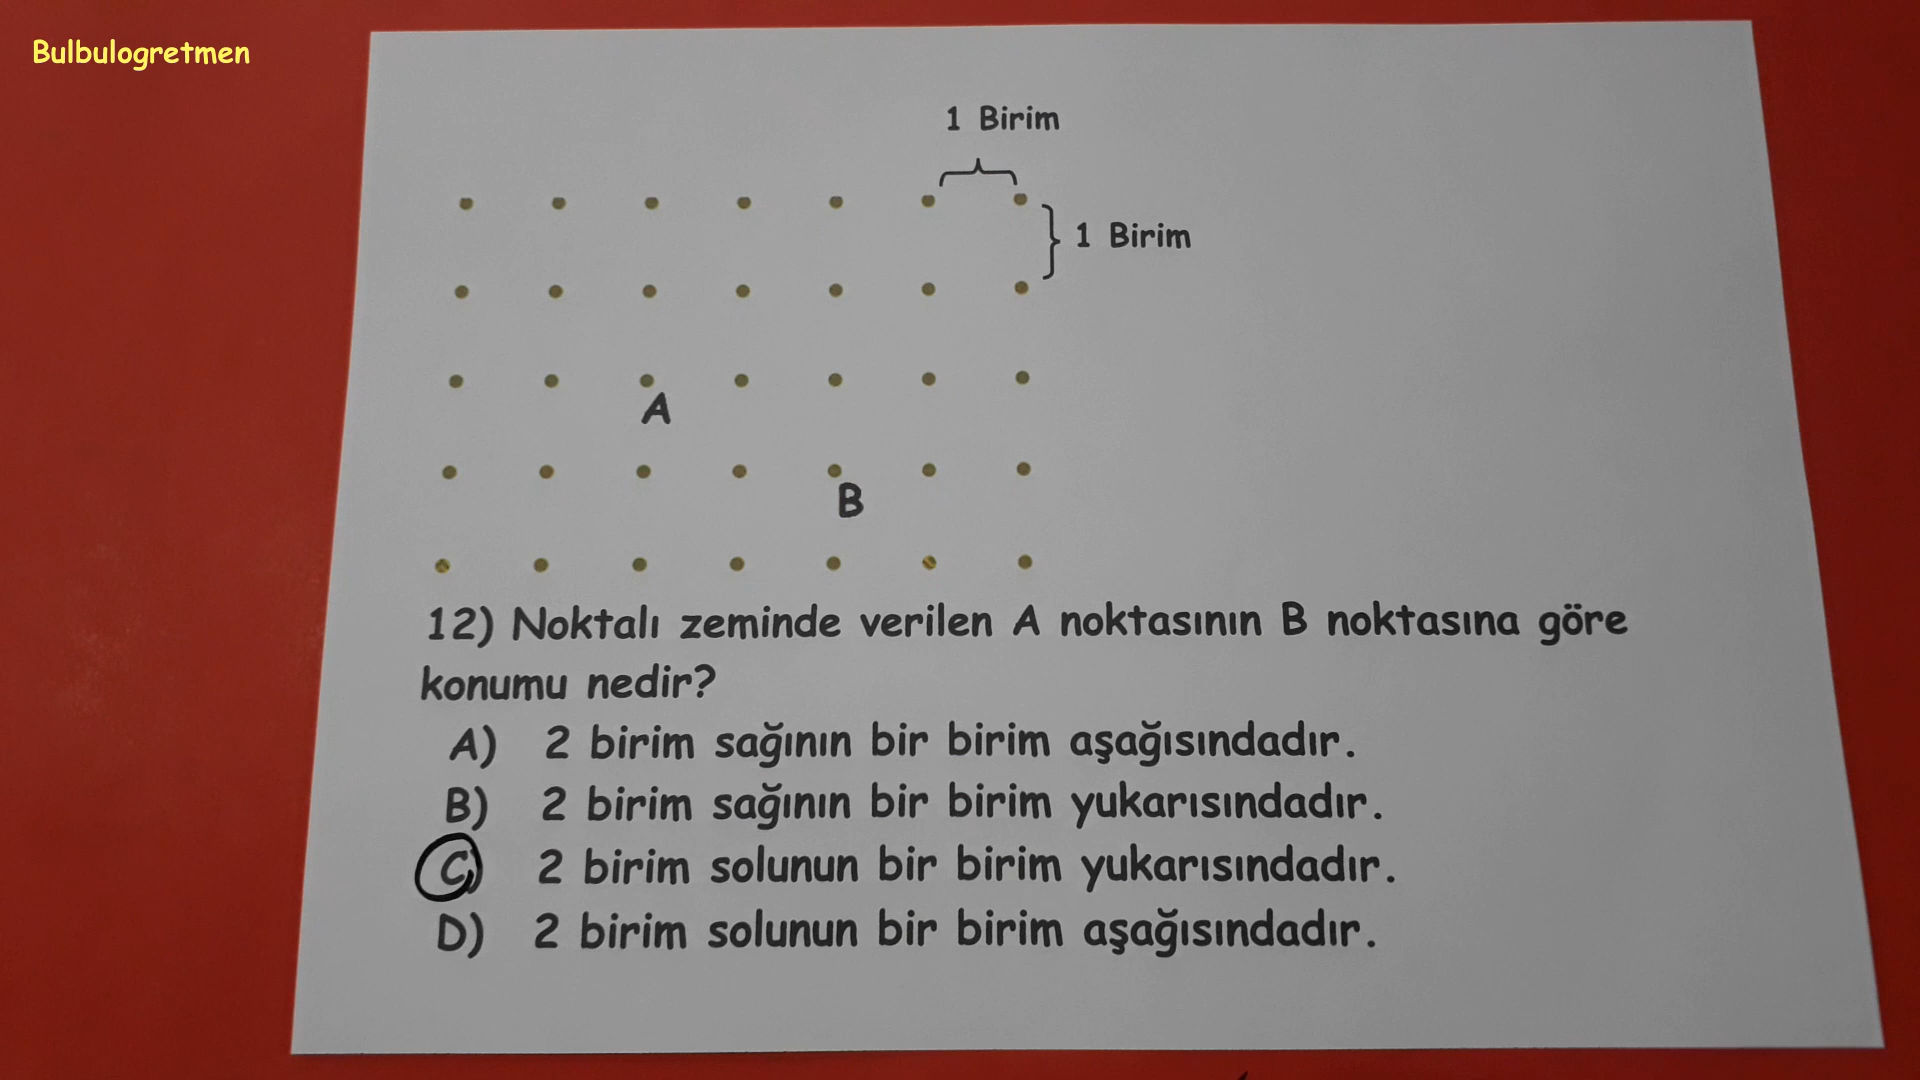 Bulbulogretmen
1 Birim
1 Birim
A
B
12) Noktalı zeminde verilen A noktasının B noktasına göre
konumu nedir?
A) 2 birim sağının bir birim aşağısındadır.
B) 2 birim sağının bir birim yukarısındadır.
C) 2 birim solunun bir birim yukarısındadır.
D) 2 birim solunun bir birim aşağısındadır.